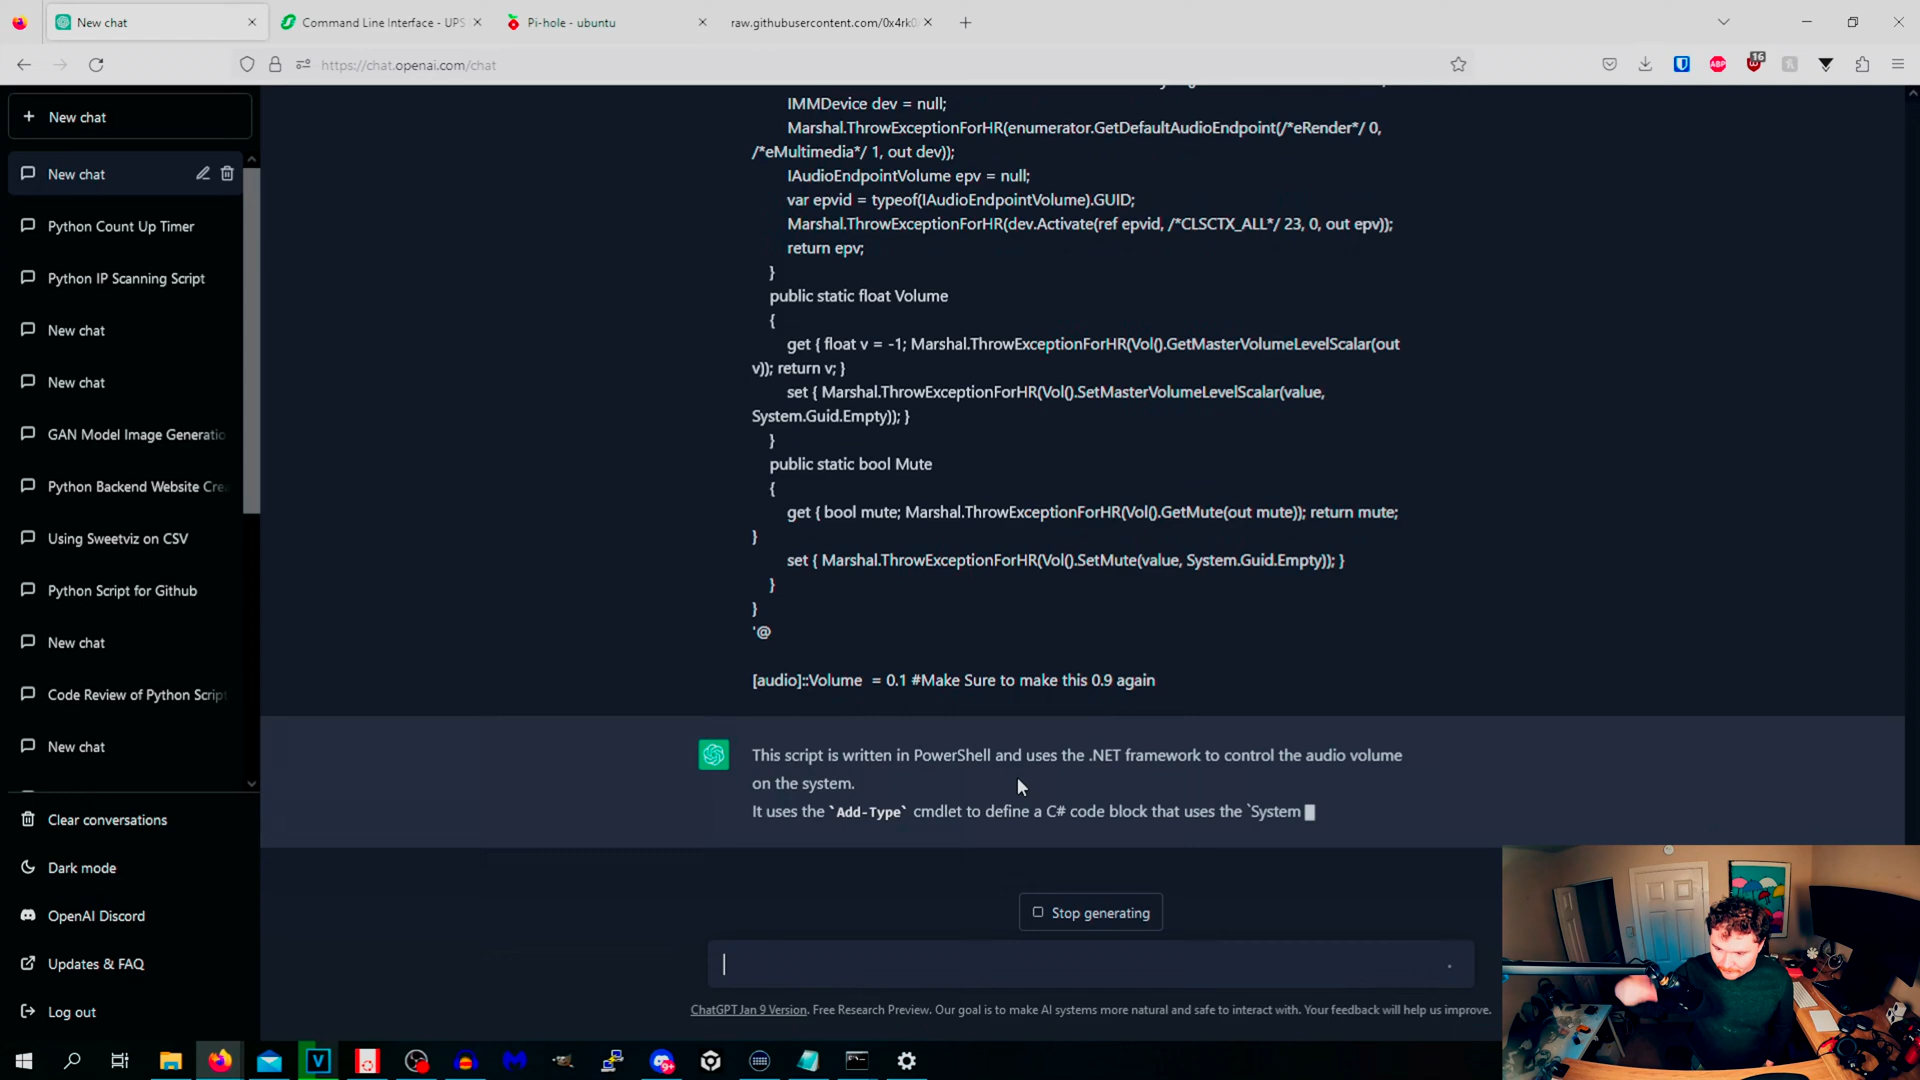 New chat
Command Line Interface - UPS
Pi-hole - ubuntu
raw.githubusercontent.com/0x4rk0
https://chat.openai.com/chat
16
ABP
New chat
New chat
Python Count Up Timer
Python IP Scanning Script
New chat
New chat
GAN Model Image Generatio
Python Backend Website Cre
Using Sweetviz on CSV
Python Script for Github
New chat
Code Review of Python Script
New chat
Clear conversations
Dark mode
OpenAI Discord
Updates & FAQ
Log out
IMMDevice dev = null;
Marshal.ThrowExceptionForHR(enumerator.GetDefaultAudioEndpoint(/*eRender*/ 0,
/*eMultimedia*/ 1, out dev));
IAudioEndpointVolume epv = null;
var epvid = typeof(IAudioEndpointVolume).GUID;
Marshal.ThrowExceptionForHR(dev.Activate(ref epvid, /*CLSCTX_ALL*/ 23, 0, out epv));
return epv;
}
public static float Volume
{
get { float v = -1; Marshal.ThrowExceptionForHR(Vol().GetMasterVolumeLevelScalar(out
v)); return v; }
set { Marshal.ThrowExceptionForHR(Vol().SetMasterVolumeLevelScalar(value,
System.Guid.Empty)); }
}
public static bool Mute
{
get { bool mute; Marshal.ThrowExceptionForHR(Vol().GetMute(out mute)); return mute;
}
set { Marshal.ThrowExceptionForHR(Vol().SetMute(value, System.Guid.Empty)); }
}
}
'@
[audio]::Volume = 0.1 #Make Sure to make this 0.9 again
This script is written in PowerShell and uses the .NET framework to control the audio volume
on the system.
It uses the `Add-Type` cmdlet to define a C# code block that uses the `System
Stop generating
ChatGPT Jan 9 Version. Free Research Preview. Our goal is to make AI systems more natural and safe to interact with. Your feedback will help us improve.
V
9+